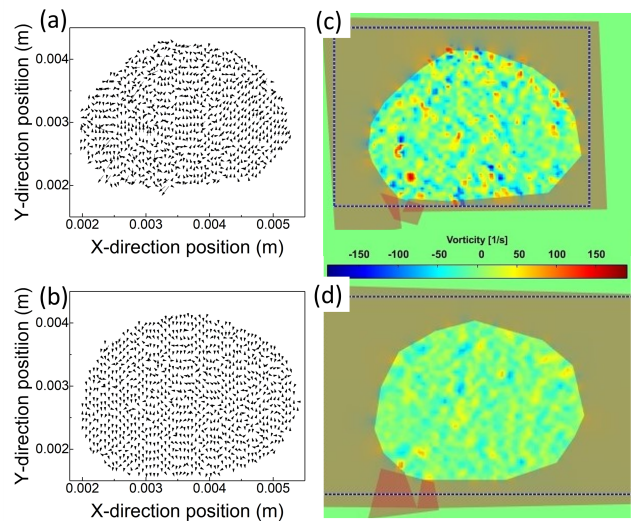 (a)
0.004
0.003
0.002
Y-direction positiion (m)
0.002 0.003 0.004 0.005
X-direction position (m)
(c)
Vorticity [1/s]
-150 -100 -50 0 50 100 150
(b)
0.004
0.003
0.002
Y-direction positiion (m)
0.002 0.003 0.004 0.005
X-direction position (m)
(d)